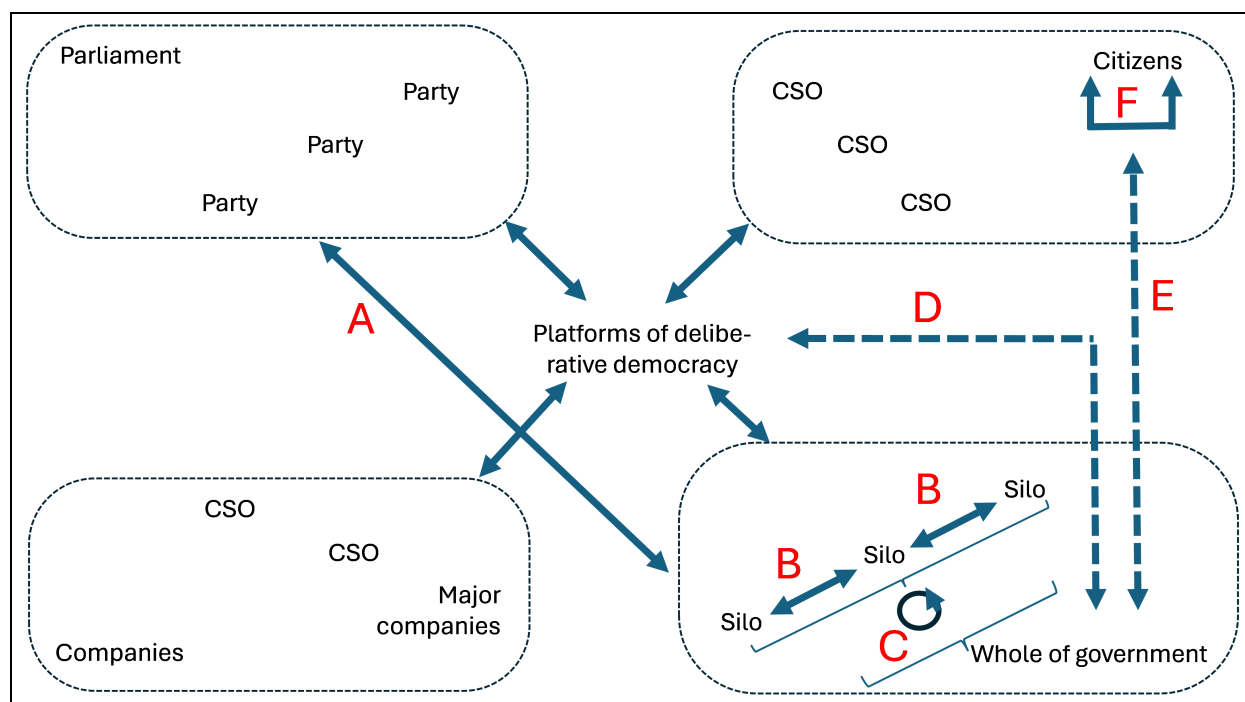 Parliament
Party
Party
Party
Citizens
CSO
F
CSO
CSO
A
D
E
Platforms of delibe-
rative democracy
CSO
CSO
Major
companies
Companies
B
Silo
B
Silo
Silo
C
Whole of government